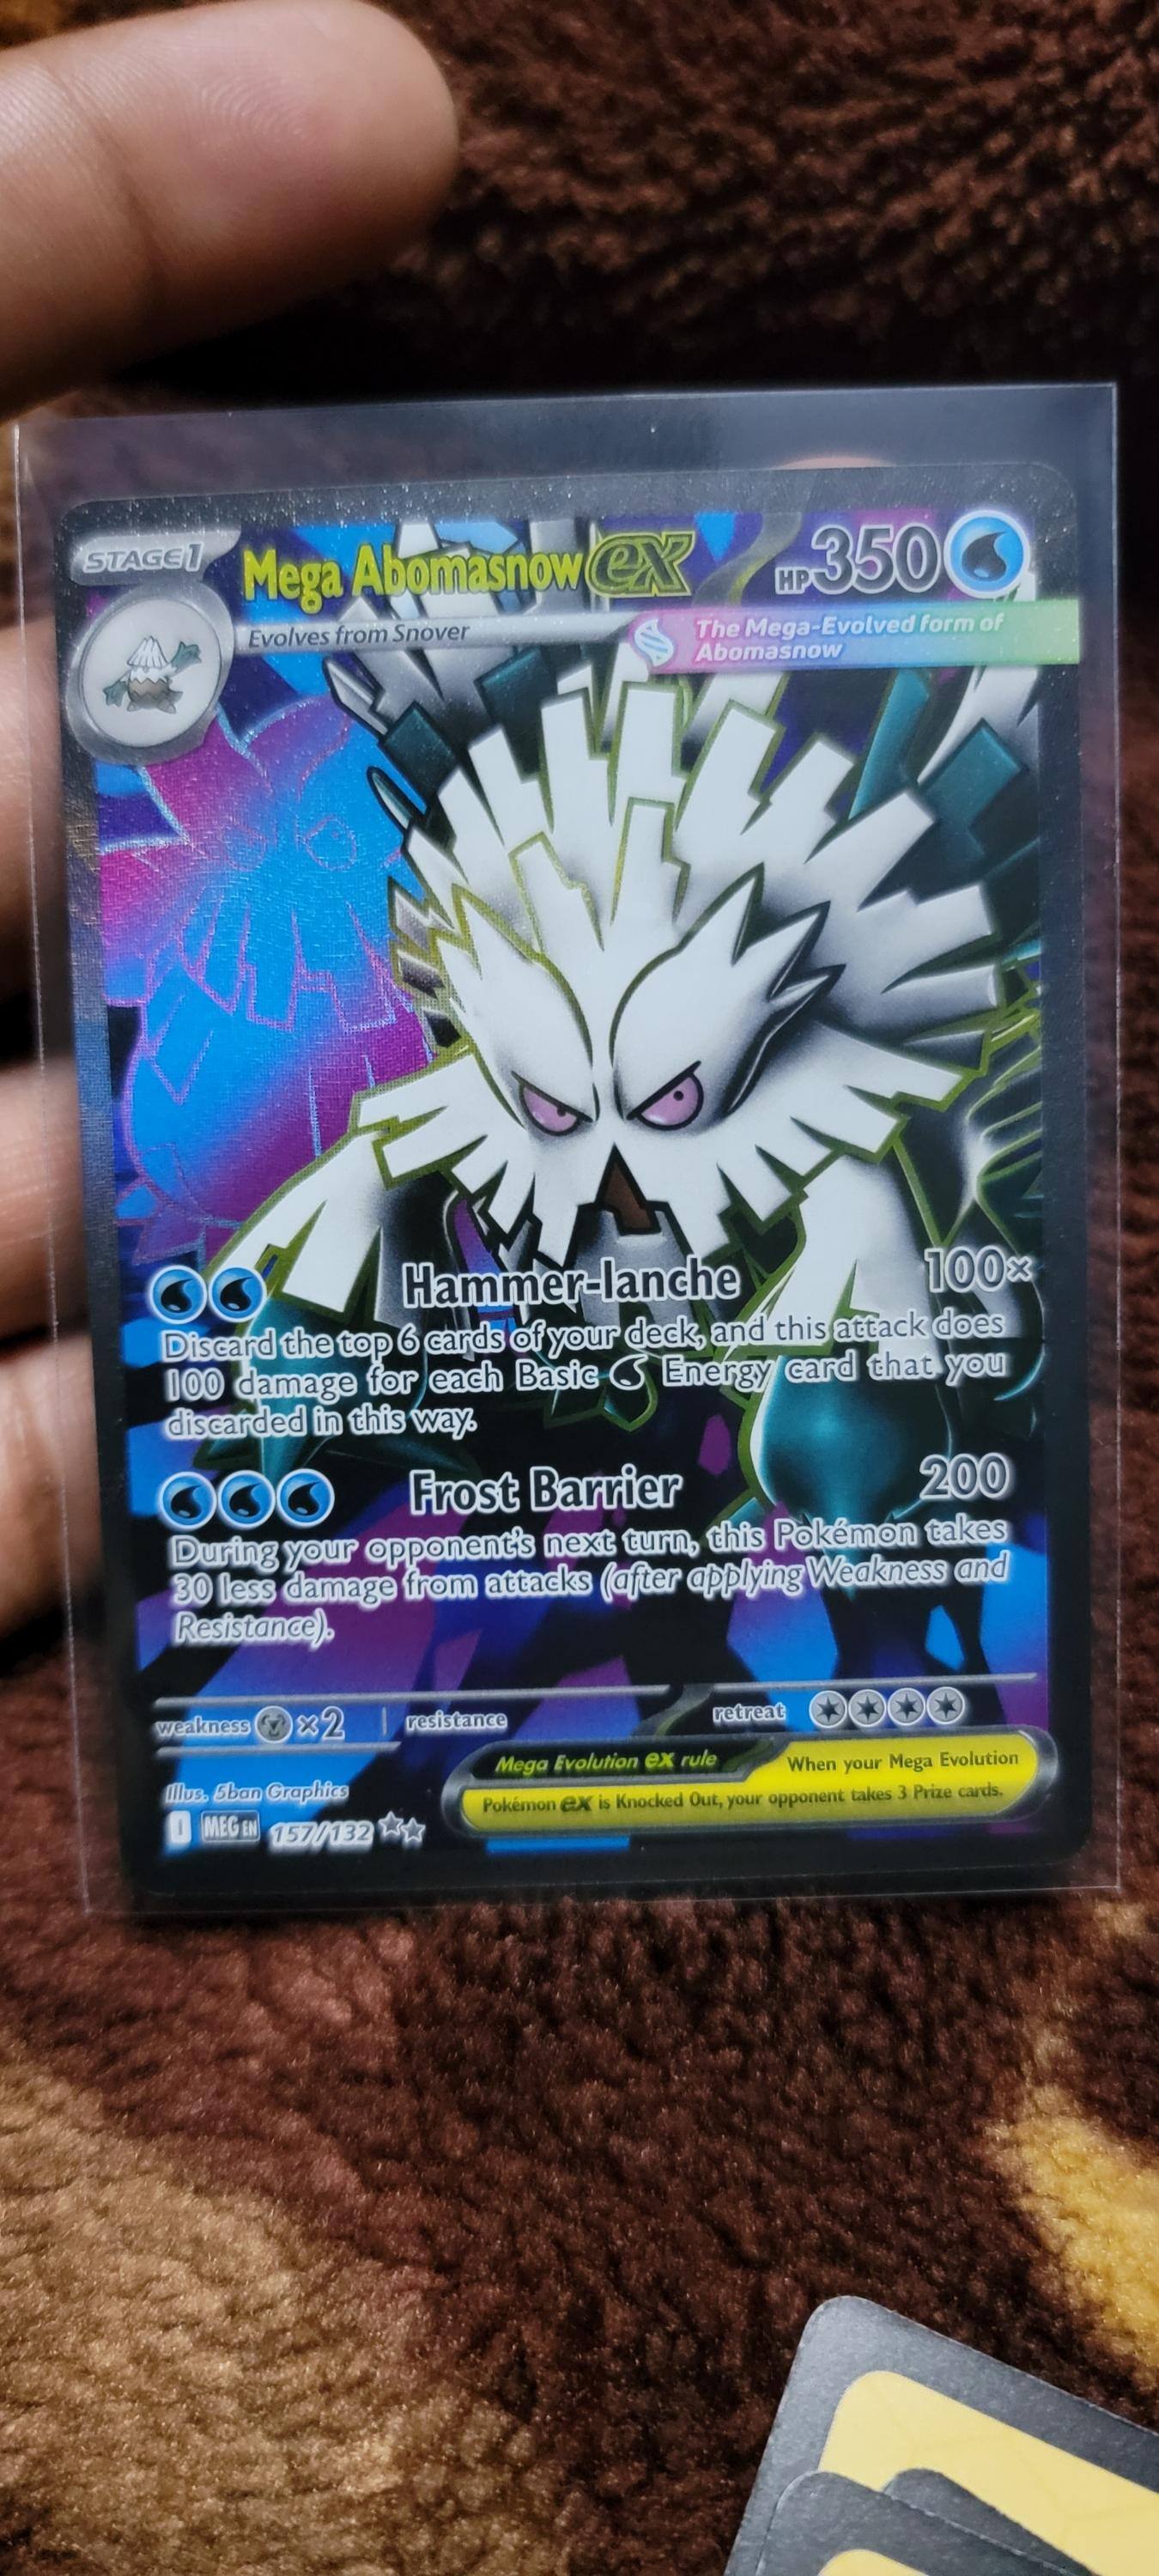 STAGE1 Mega Abomasnow ex HP350
Evolves from Snover
The Mega-Evolved form of
Abomasnow
Hammer-lanche 100×
Discard the top 6 cards of your deck, and this attack does
100 damage for each Basic Energy card that you
discarded in this way.
Frost Barrier 200
During your opponent's next turn, this Pokémon takes
30 less damage from attacks (after applying Weakness and
Resistance).
weakness ×2 resistance retreat
Mega Evolution ex rule When your Mega Evolution
Pokémon ex is Knocked Out, your opponent takes 3 Prize cards.
Illus. 5ban Graphics
I MEG EN 157/132